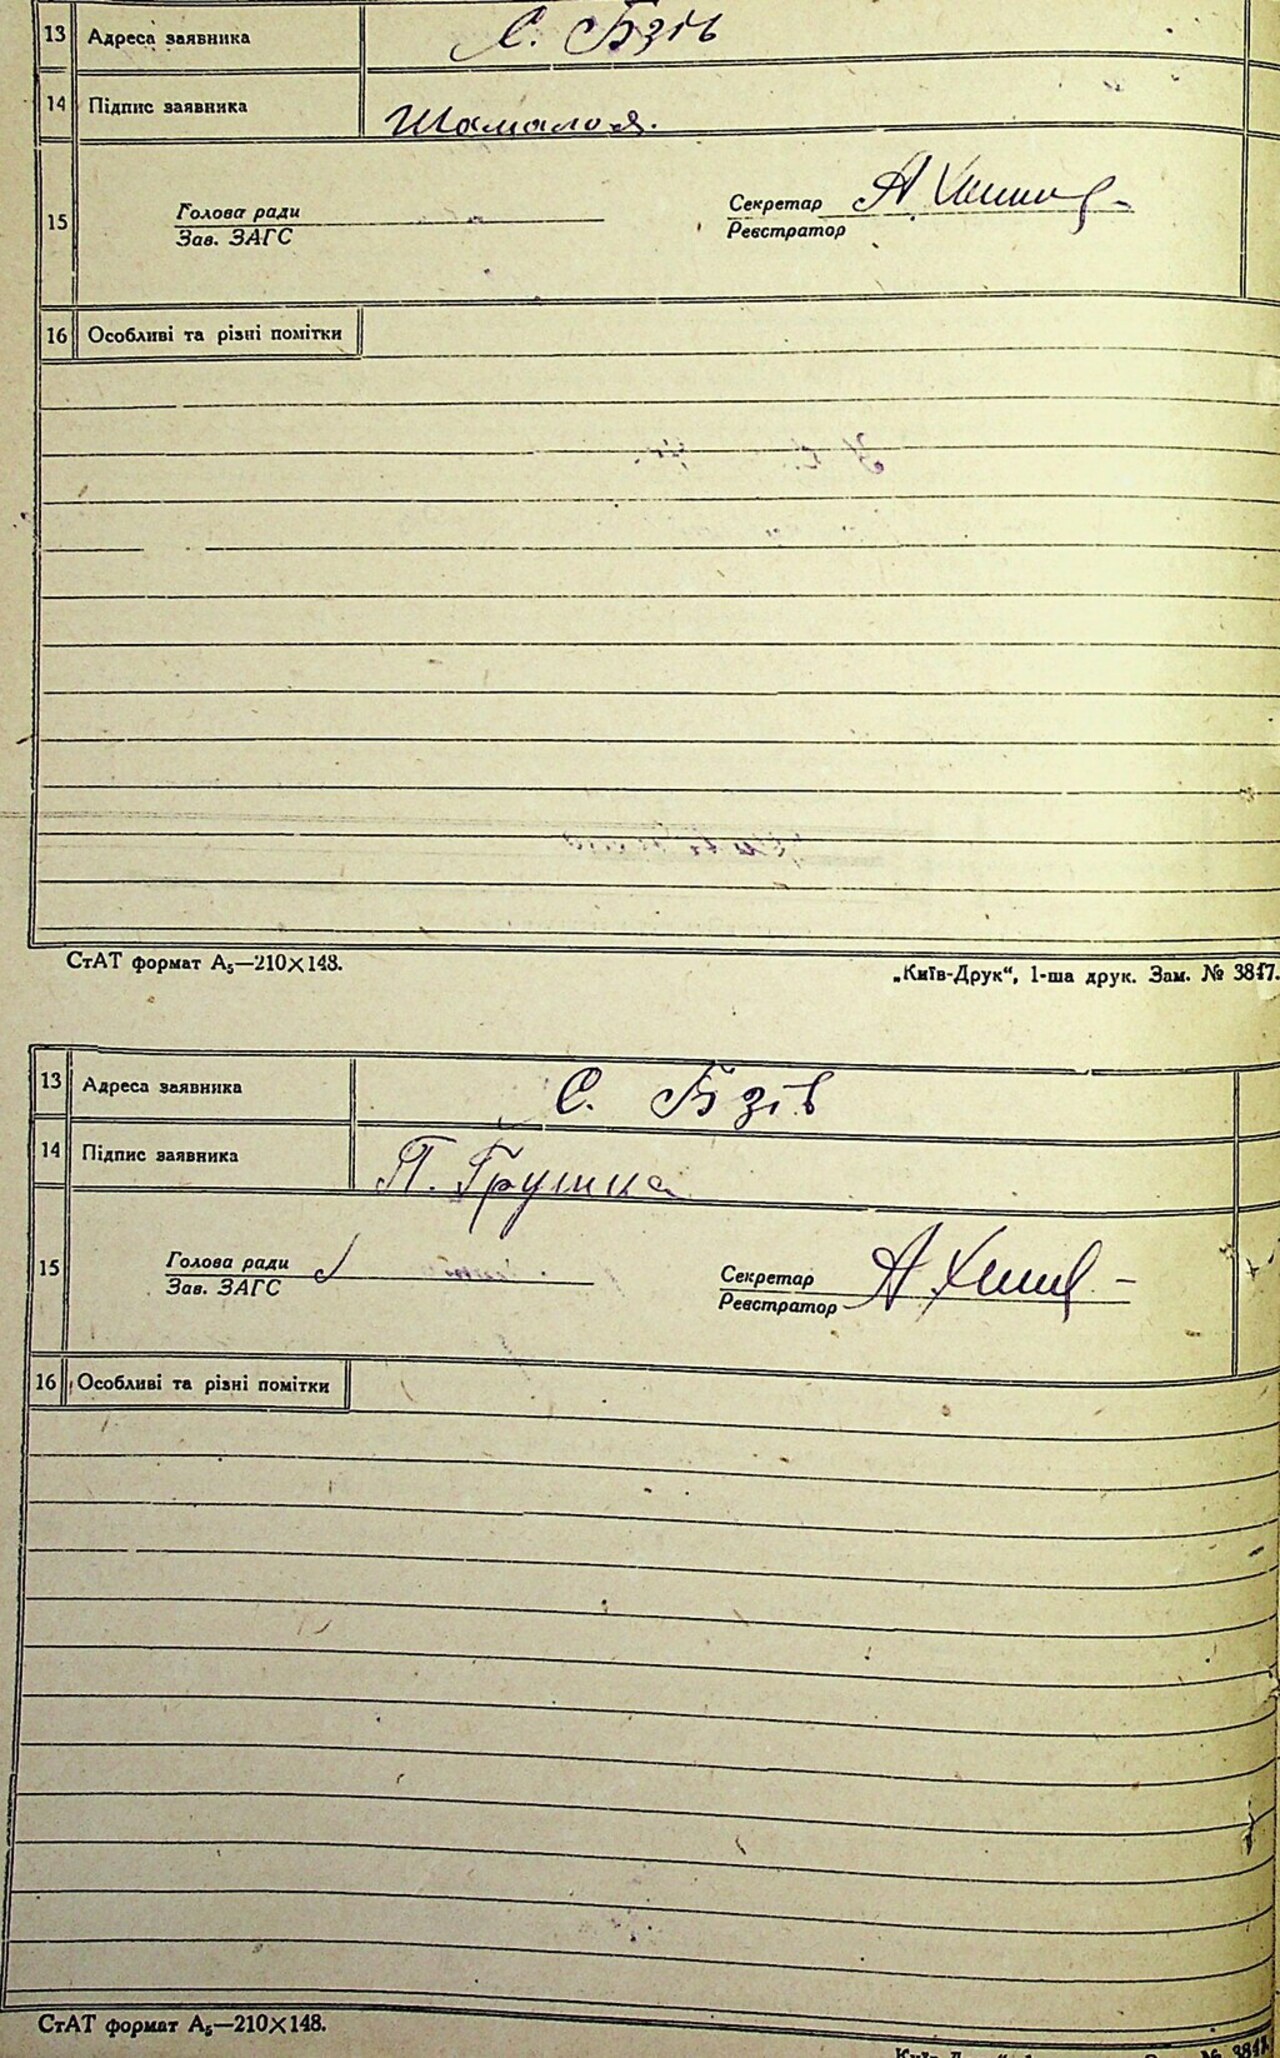 13 Адреса заявника С. Бзів
14 Підпис заявника
15 Голова ради Секретар
Зав. ЗАГС Реєстратор
16 Особливі та різні помітки
СтАТ формат А₅—210×148. „Київ-Друк“, 1-ша друк. Зам. № 3847.
13 Адреса заявника С. Бзів
14 Підпис заявника П. Грушка
15 Голова ради Секретар
Зав. ЗАГС Реєстратор
16 Особливі та різні помітки
СтАТ формат А₅—210×148.